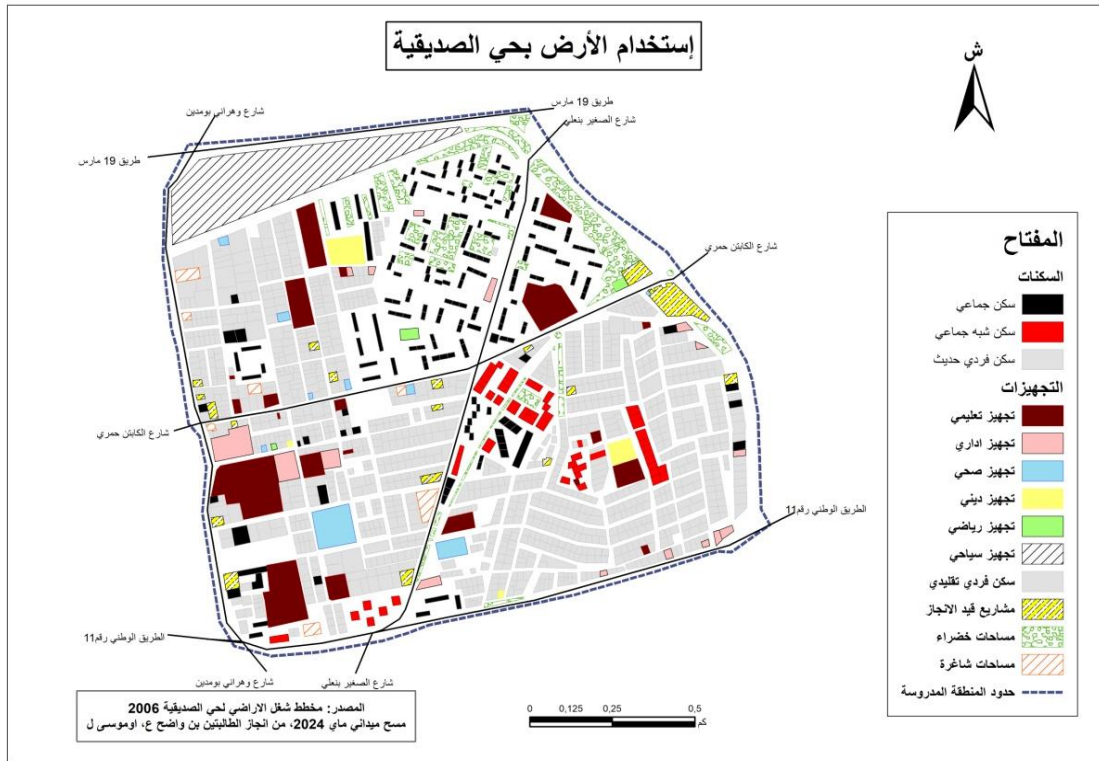 إستخدام الأرض بحي الصديقية
ش
شارع وهراني بومدين
طريق 19 مارس
شارع الصغير بنعلي
طريق 19 مارس
شارع الكابتن حمري
شارع الكابتن حمري
الطريق الوطني رقم11
الطريق الوطني رقم11
شارع الصغير بنعلي
شارع وهراني بومدين
المفتاح
السكنات
سكن جماعي
سكن شبه جماعي
سكن فردي حديث
التجهيزات
تجهيز تعليمي
تجهيز اداري
تجهيز صحي
تجهيز ديني
تجهيز رياضي
تجهيز سياحي
سكن فردي تقليدي
مشاريع قيد الانجاز
مساحات خضراء
مساحات شاغرة
حدود المنطقة المدروسة
المصدر: مخطط شغل الاراضي لحي الصديقية 2006
مسح ميداني ماي 2024، من انجاز الطالبتين بن واضح ع، اوموسى ل
0 0,125 0,25 0,5
كم